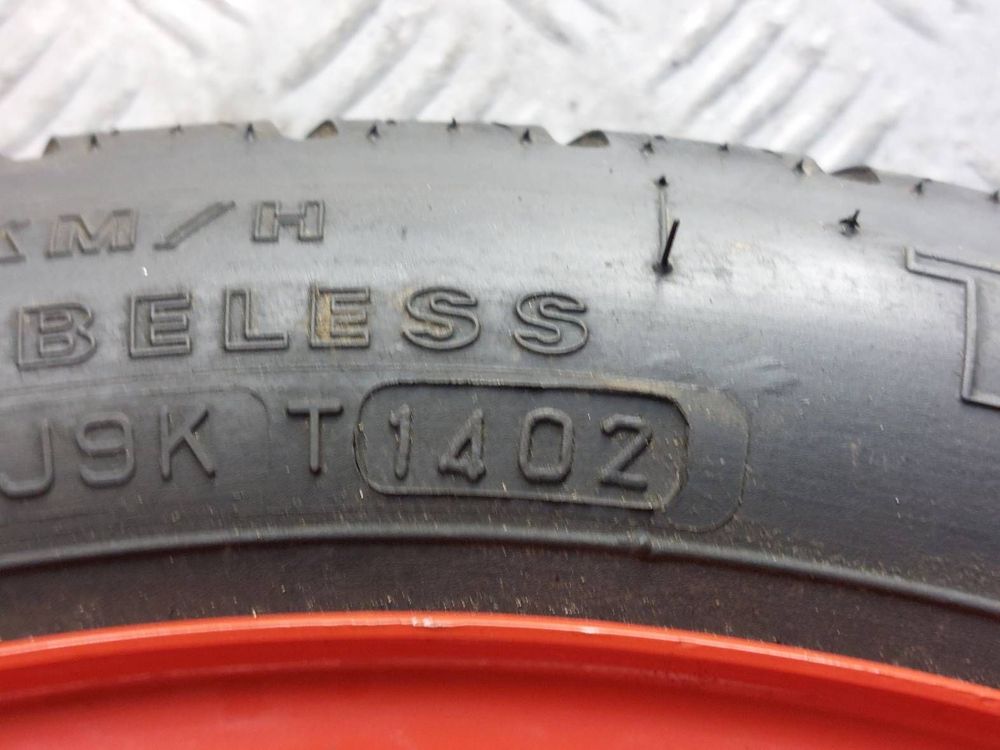 KM/H
BELESS
J9K T 1402
T